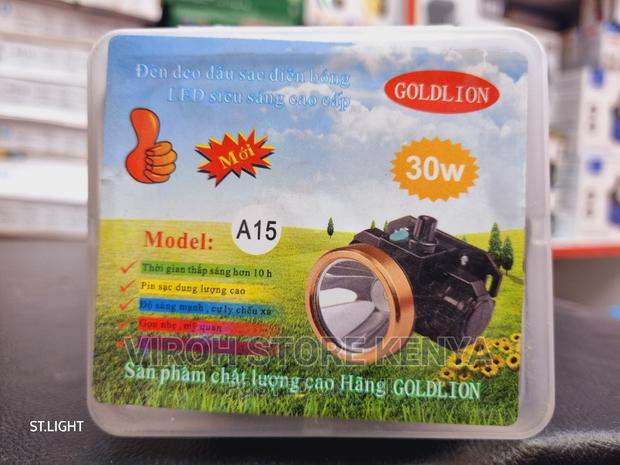 Đèn đeo đầu sạc điện bóng
LED siêu sáng cao cấp
GOLDLION
Mới
30w
Model: A15
Thời gian thắp sáng hơn 10 h
Pin sạc dung lượng cao
Độ sáng mạnh , cự ly chiếu xa
Gọn nhẹ , mỹ quan
VIROH STORE KENYA
Sản phẩm chất lượng cao Hãng GOLDLION
ST.LIGHT